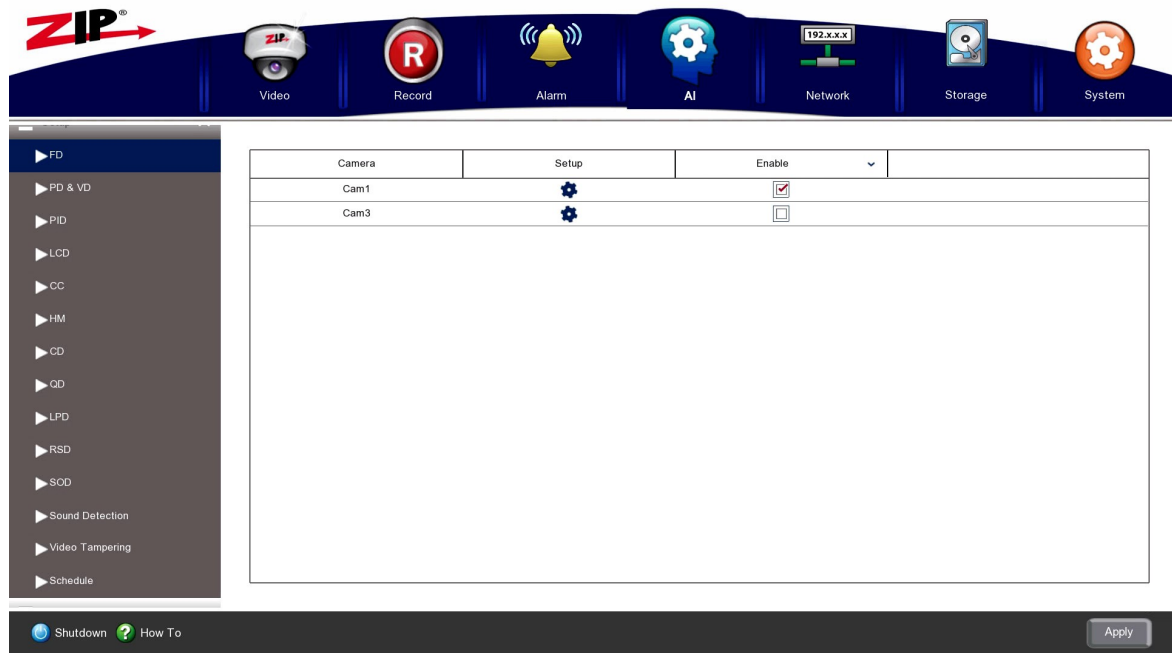 ZIP®
ZIP
R
192.x.x.x
Video
Record
Alarm
AI
Network
Storage
System
FD
PD & VD
PID
LCD
CC
HM
CD
QD
LPD
RSD
SOD
Sound Detection
Video Tampering
Schedule
Camera Setup Enable
Cam1
Cam3
Shutdown
How To
Apply